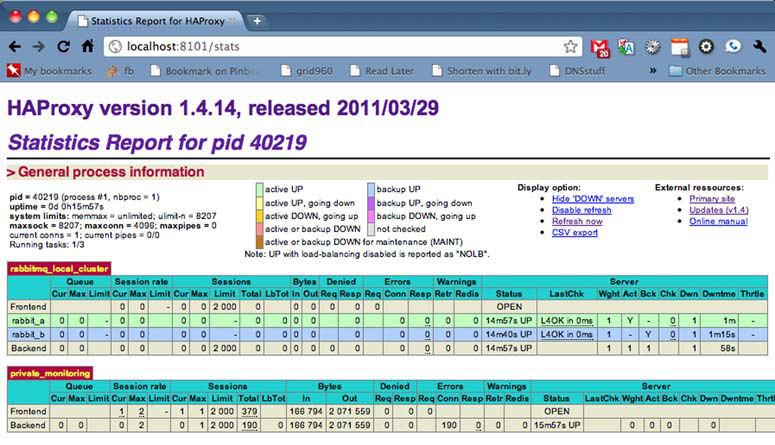 Statistics Report for HAProxy
localhost:8101/stats
20
My bookmarks fb Bookmark on Pinbo grid960 Read Later Shorten with bit.ly DNSstuff » Other Bookmarks
HAProxy version 1.4.14, released 2011/03/29
Statistics Report for pid 40219
> General process information
pid = 40219 (process #1, nbproc = 1)
uptime = 0d 0h15m57s
system limits: memmax = unlimited; ulimit-n = 8207
maxsock = 8207; maxconn = 4096; maxpipes = 0
current conns = 1; current pipes = 0/0
Running tasks: 1/3
active UP backup UP
active UP, going down backup UP, going down
active DOWN, going up backup DOWN, going up
active or backup DOWN not checked
active or backup DOWN for maintenance (MAINT)
Note: UP with load-balancing disabled is reported as "NOLB".
Display option:
Hide 'DOWN' servers
Disable refresh
Refresh now
CSV export
External ressources:
Primary site
Updates (v1.4)
Online manual
rabbitmq_local_cluster
Queue Session rate Sessions Bytes Denied Errors Warnings Server
Cur Max Limit Cur Max Limit Cur Max Limit Total LbTot In Out Req Resp Req Conn Resp Retr Redis Status LastChk Wght Act Bck Chk Dwn Dwntme Thrtle
Frontend 0 0 - 0 0 2 000 0 0 0 0 0 0 OPEN
rabbit_a 0 0 - 0 0 0 0 - 0 0 0 0 0 0 0 0 0 14m57s UP L4OK in 0ms 1 Y - 0 1 1m -
rabbit_b 0 0 - 0 0 0 0 - 0 0 0 0 0 0 0 0 0 14m40s UP L4OK in 0ms 1 - Y 0 1 1m15s -
Backend 0 0 0 0 0 0 2 000 0 0 0 0 0 0 0 0 0 0 14m57s UP 1 1 1 1 58s
private_monitoring
Queue Session rate Sessions Bytes Denied Errors Warnings Server
Cur Max Limit Cur Max Limit Cur Max Limit Total LbTot In Out Req Resp Req Conn Resp Retr Redis Status LastChk Wght Act Bck Chk Dwn Dwntme Thrtl
Frontend 1 2 - 1 1 2 000 379 166 794 2 071 559 0 0 0 OPEN
Backend 0 0 0 2 0 1 2 000 190 0 166 794 2 071 559 0 0 190 0 0 0 15m57s UP 0 0 0 0